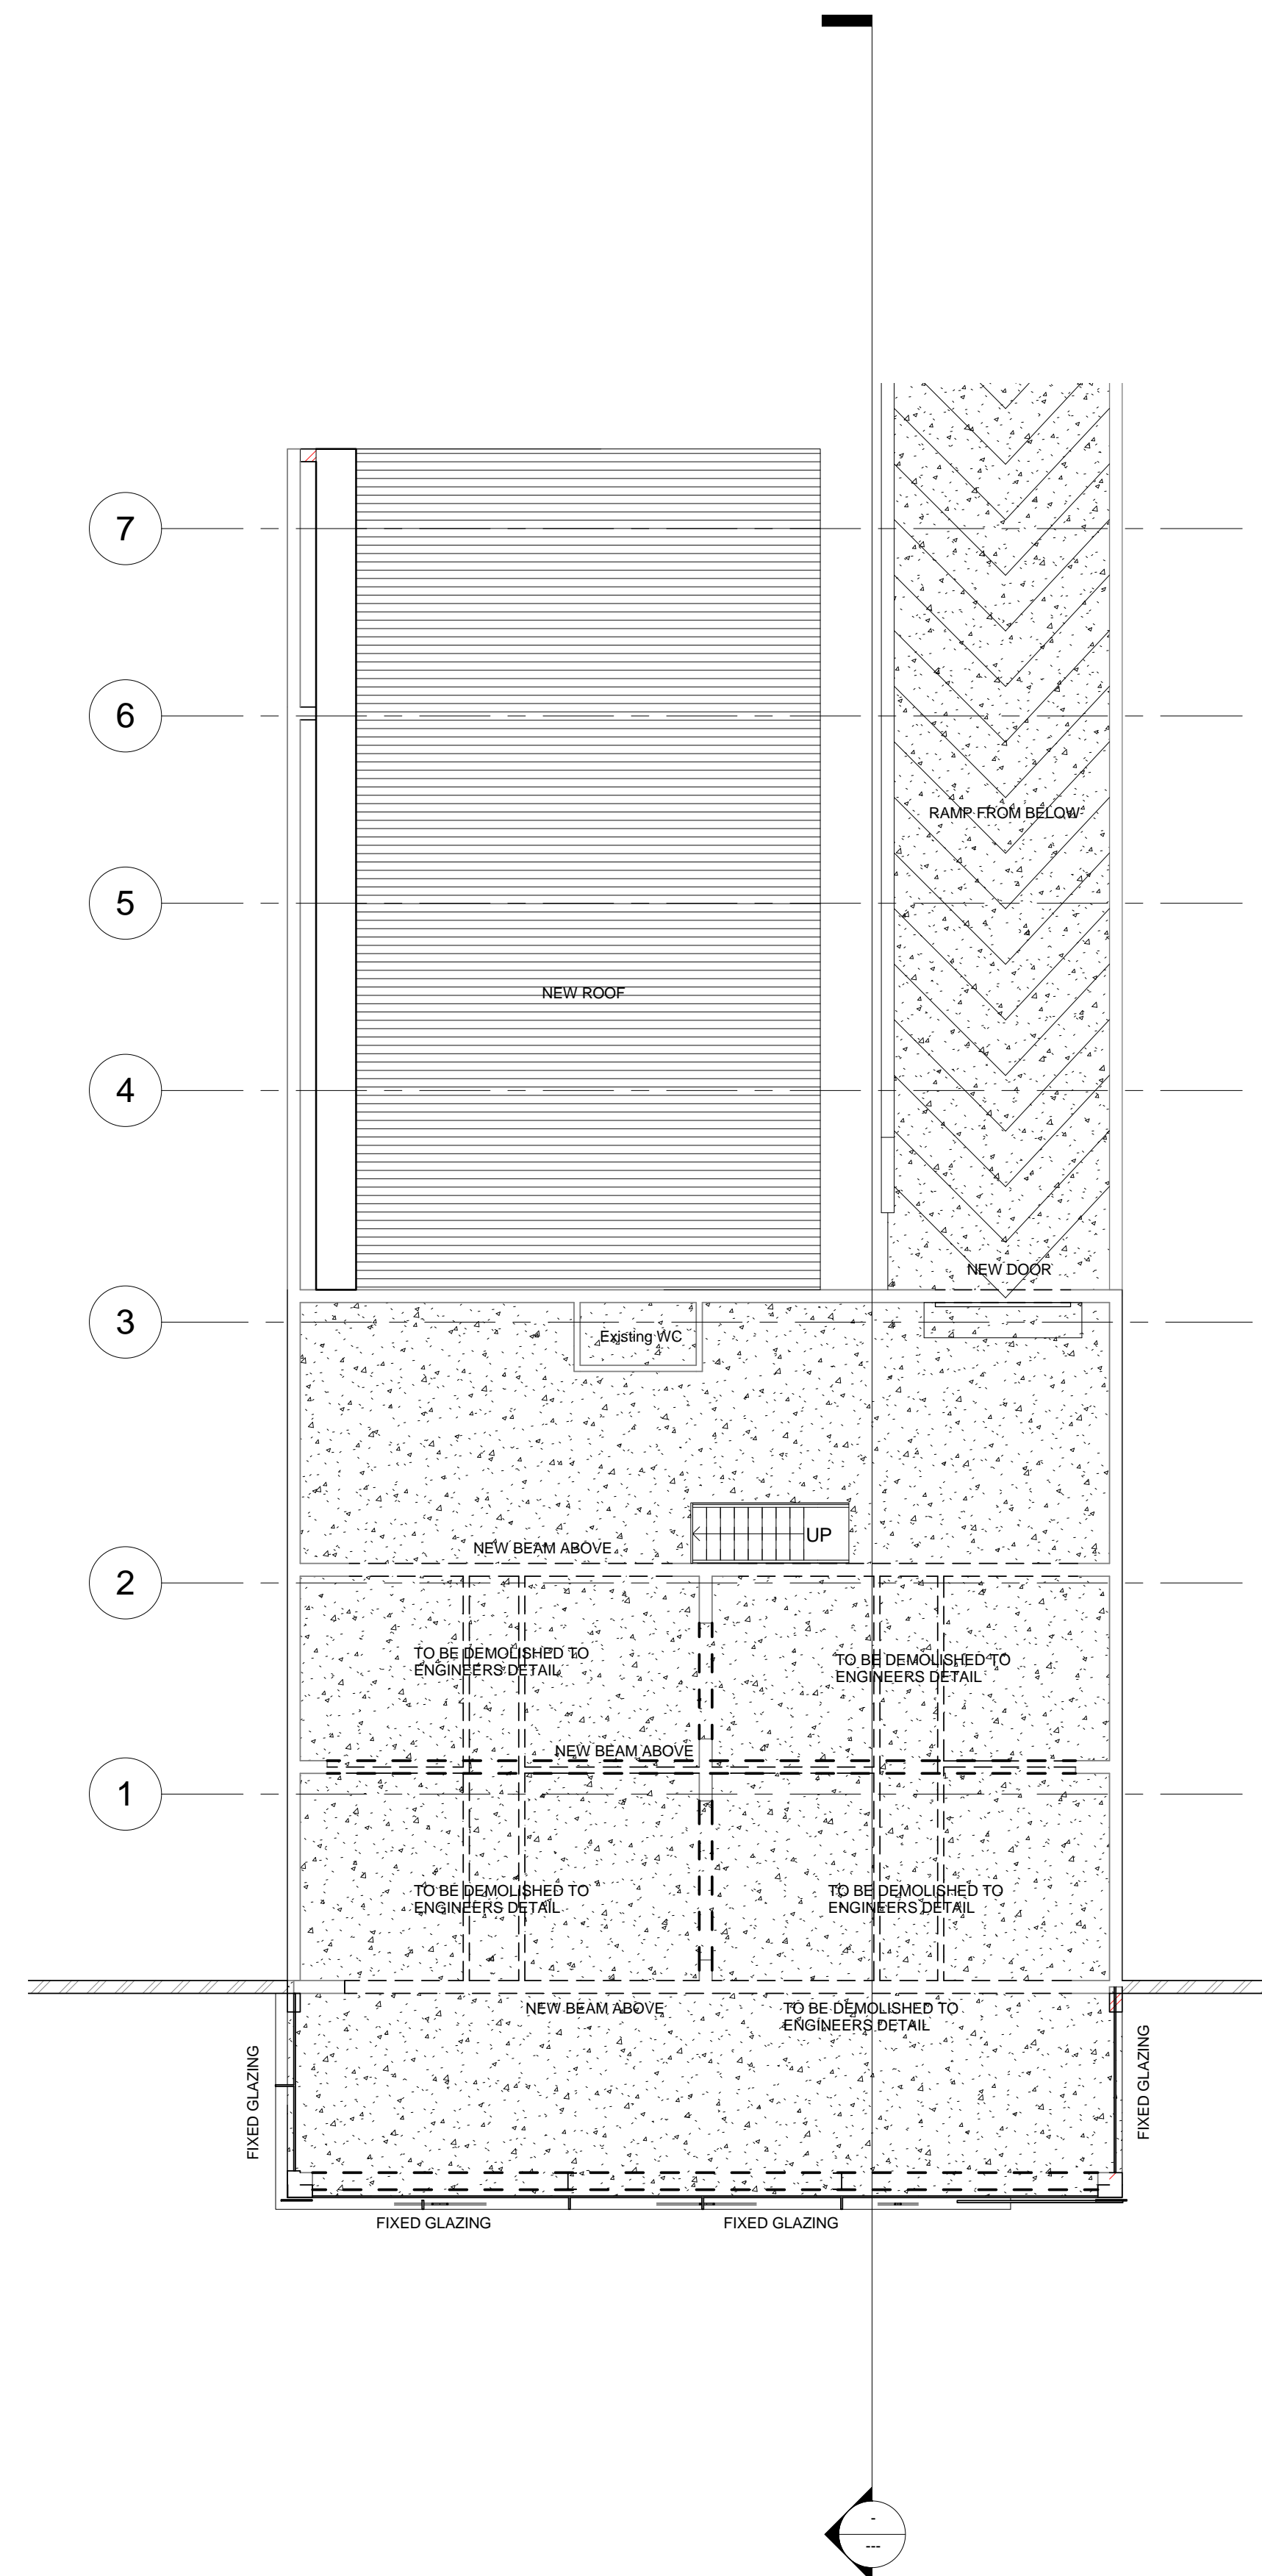 7
6
RAMP FROM BELOW
5
NEW ROOF
4
NEW DOOR
3
Existing WC
UP
NEW BEAM ABOVE
2
TO BE DEMOLISHED TO
ENGINEERS DETAIL
TO BE DEMOLISHED TO
ENGINEERS DETAIL
NEW BEAM ABOVE
1
TO BE DEMOLISHED TO
ENGINEERS DETAIL
TO BE DEMOLISHED TO
ENGINEERS DETAIL
NEW BEAM ABOVE
TO BE DEMOLISHED TO
ENGINEERS DETAIL
FIXED GLAZING
FIXED GLAZING
FIXED GLAZING
FIXED GLAZING
-
---